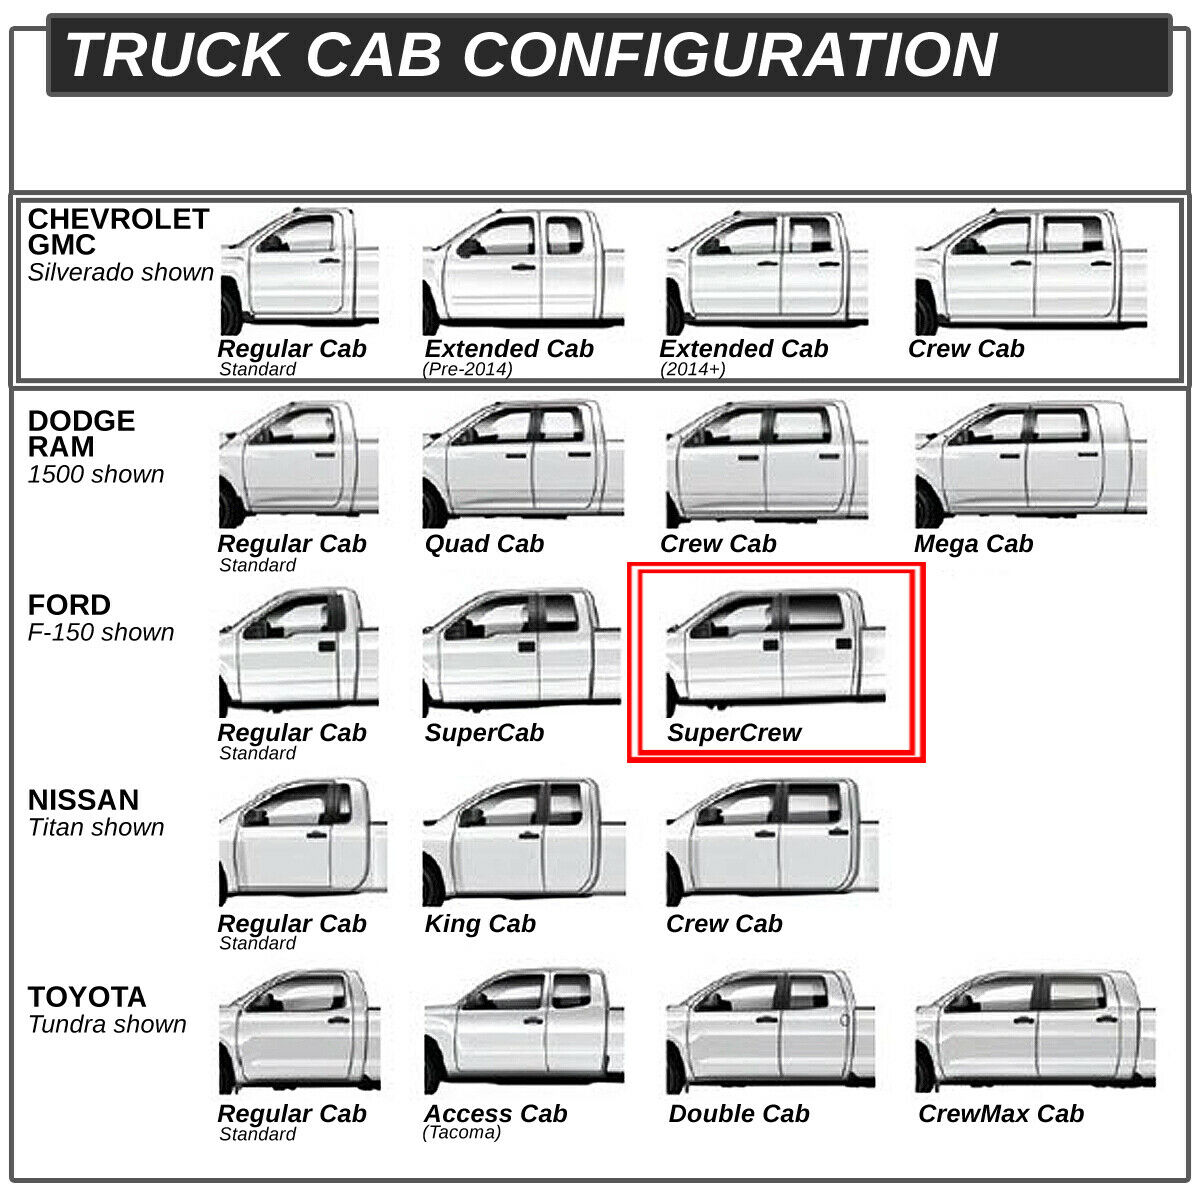 TRUCK CAB CONFIGURATION
CHEVROLET
GMC
Silverado shown
Regular Cab
Standard
Extended Cab
(Pre-2014)
Extended Cab
(2014+)
Crew Cab
DODGE
RAM
1500 shown
Regular Cab
Standard
Quad Cab
Crew Cab
Mega Cab
FORD
F-150 shown
Regular Cab
Standard
SuperCab
SuperCrew
NISSAN
Titan shown
Regular Cab
Standard
King Cab
Crew Cab
TOYOTA
Tundra shown
Regular Cab
Standard
Access Cab
(Tacoma)
Double Cab
CrewMax Cab